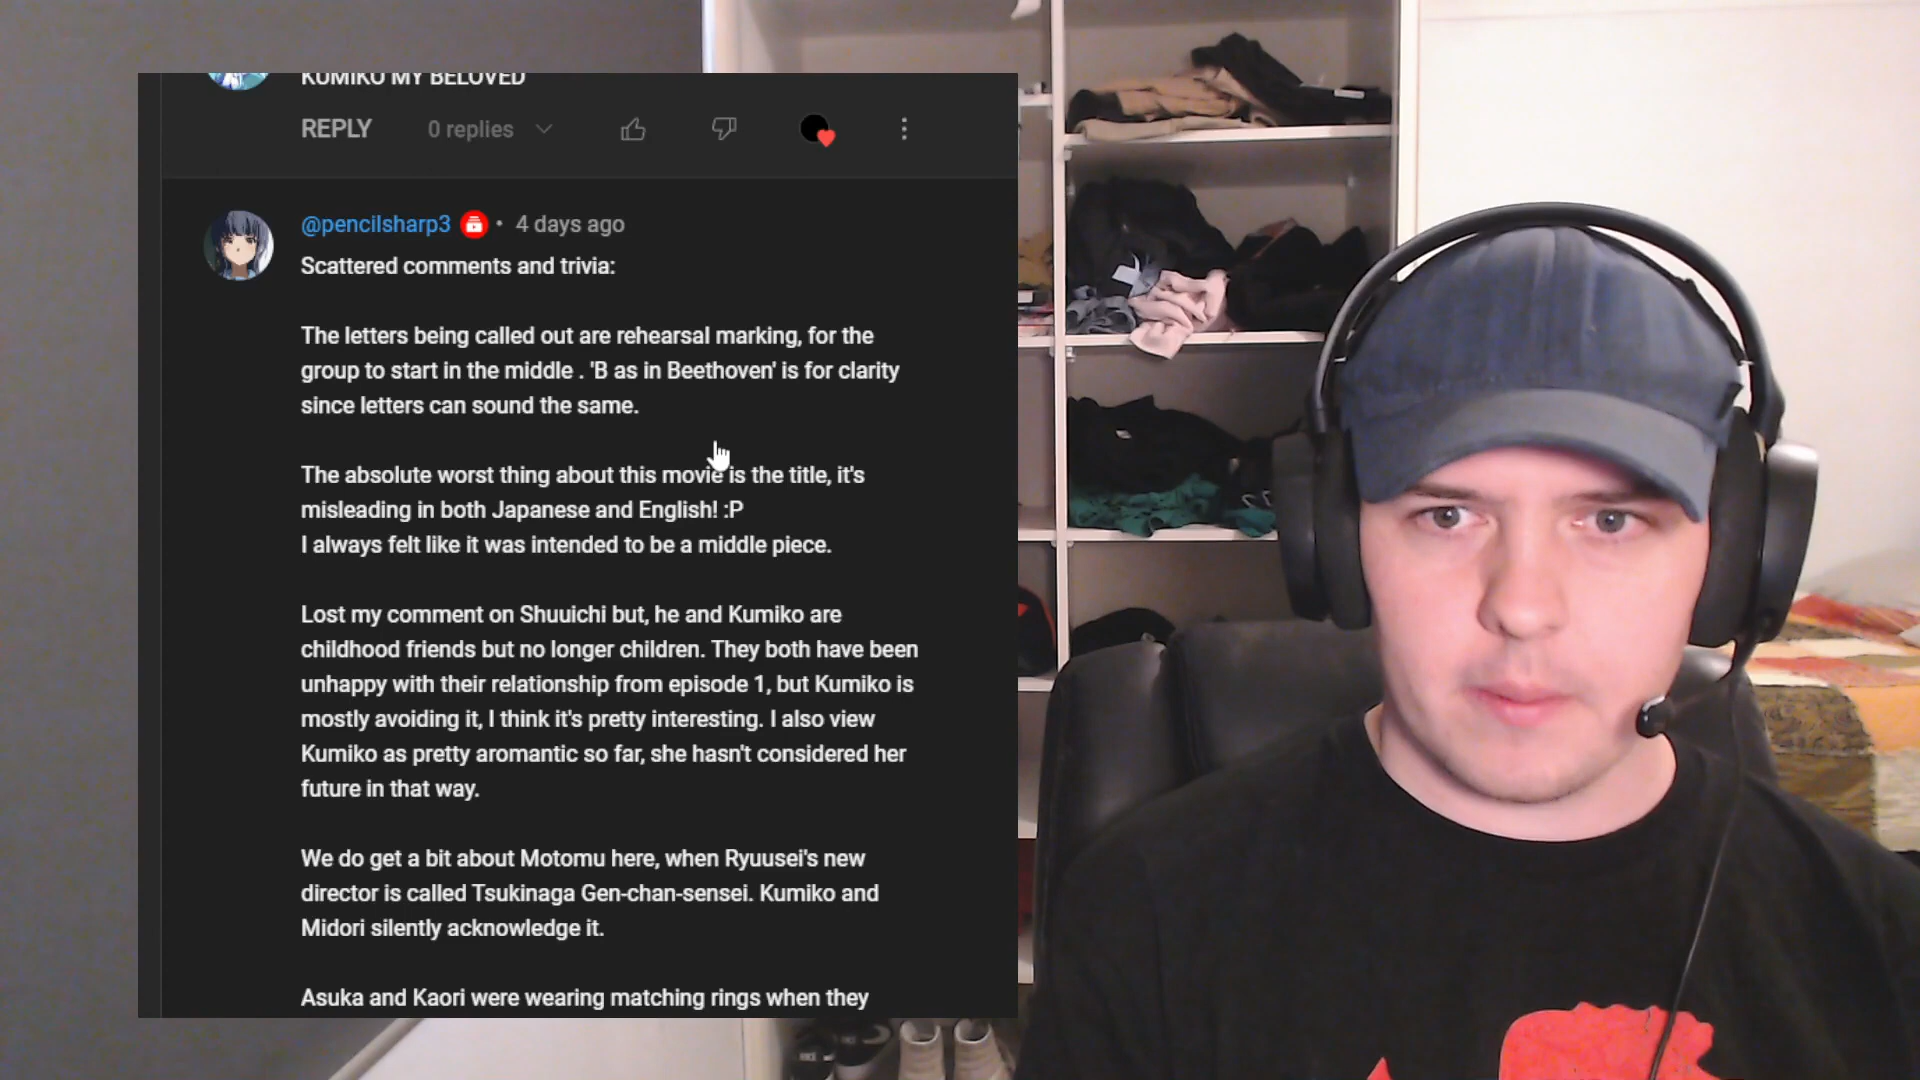 KUMIKO MY BELOVED
REPLY 0 replies
@pencilsharp3 • 4 days ago
Scattered comments and trivia:
The letters being called out are rehearsal marking, for the
group to start in the middle . 'B as in Beethoven' is for clarity
since letters can sound the same.
The absolute worst thing about this movie is the title, it's
misleading in both Japanese and English! :P
I always felt like it was intended to be a middle piece.
Lost my comment on Shuuichi but, he and Kumiko are
childhood friends but no longer children. They both have been
unhappy with their relationship from episode 1, but Kumiko is
mostly avoiding it, I think it's pretty interesting. I also view
Kumiko as pretty aromantic so far, she hasn't considered her
future in that way.
We do get a bit about Motomu here, when Ryuusei's new
director is called Tsukinaga Gen-chan-sensei. Kumiko and
Midori silently acknowledge it.
Asuka and Kaori were wearing matching rings when they